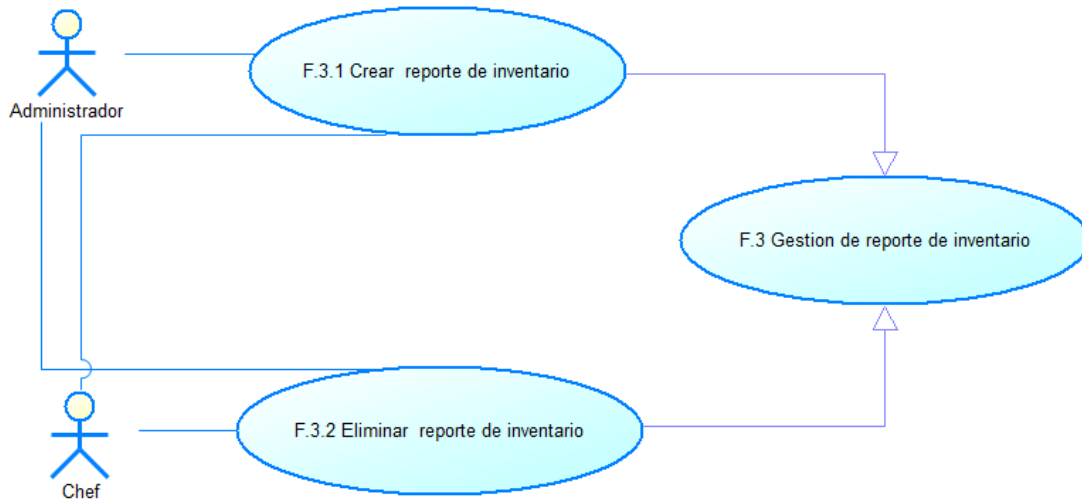 F.3.1 Crear  reporte de inventario
Administrador
F.3 Gestion de reporte de inventario
F.3.2 Eliminar  reporte de inventario
Chef